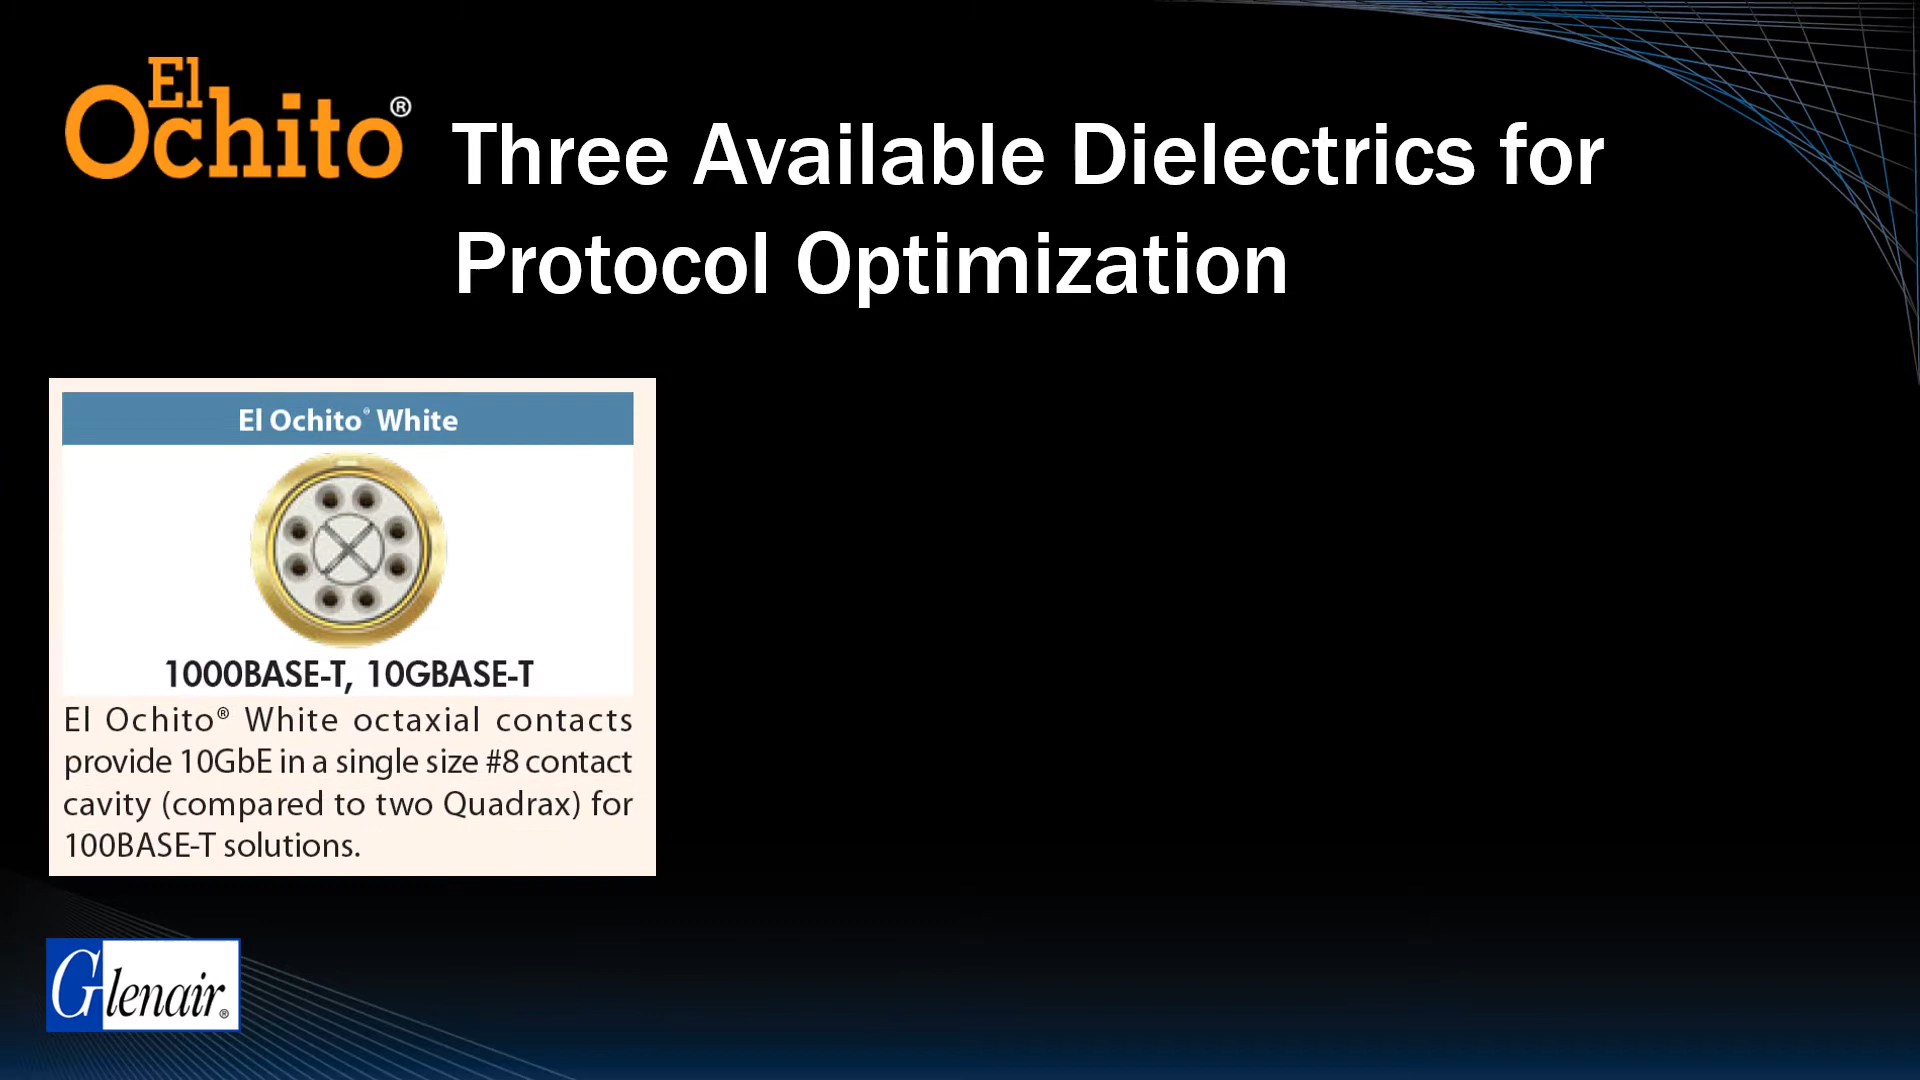 El
Ochito®
Three Available Dielectrics for
Protocol Optimization
El Ochito® White
1000BASE-T, 10GBASE-T
El Ochito® White octaxial contacts
provide 10GbE in a single size #8 contact
cavity (compared to two Quadrax) for
100BASE-T solutions.
Glenair®